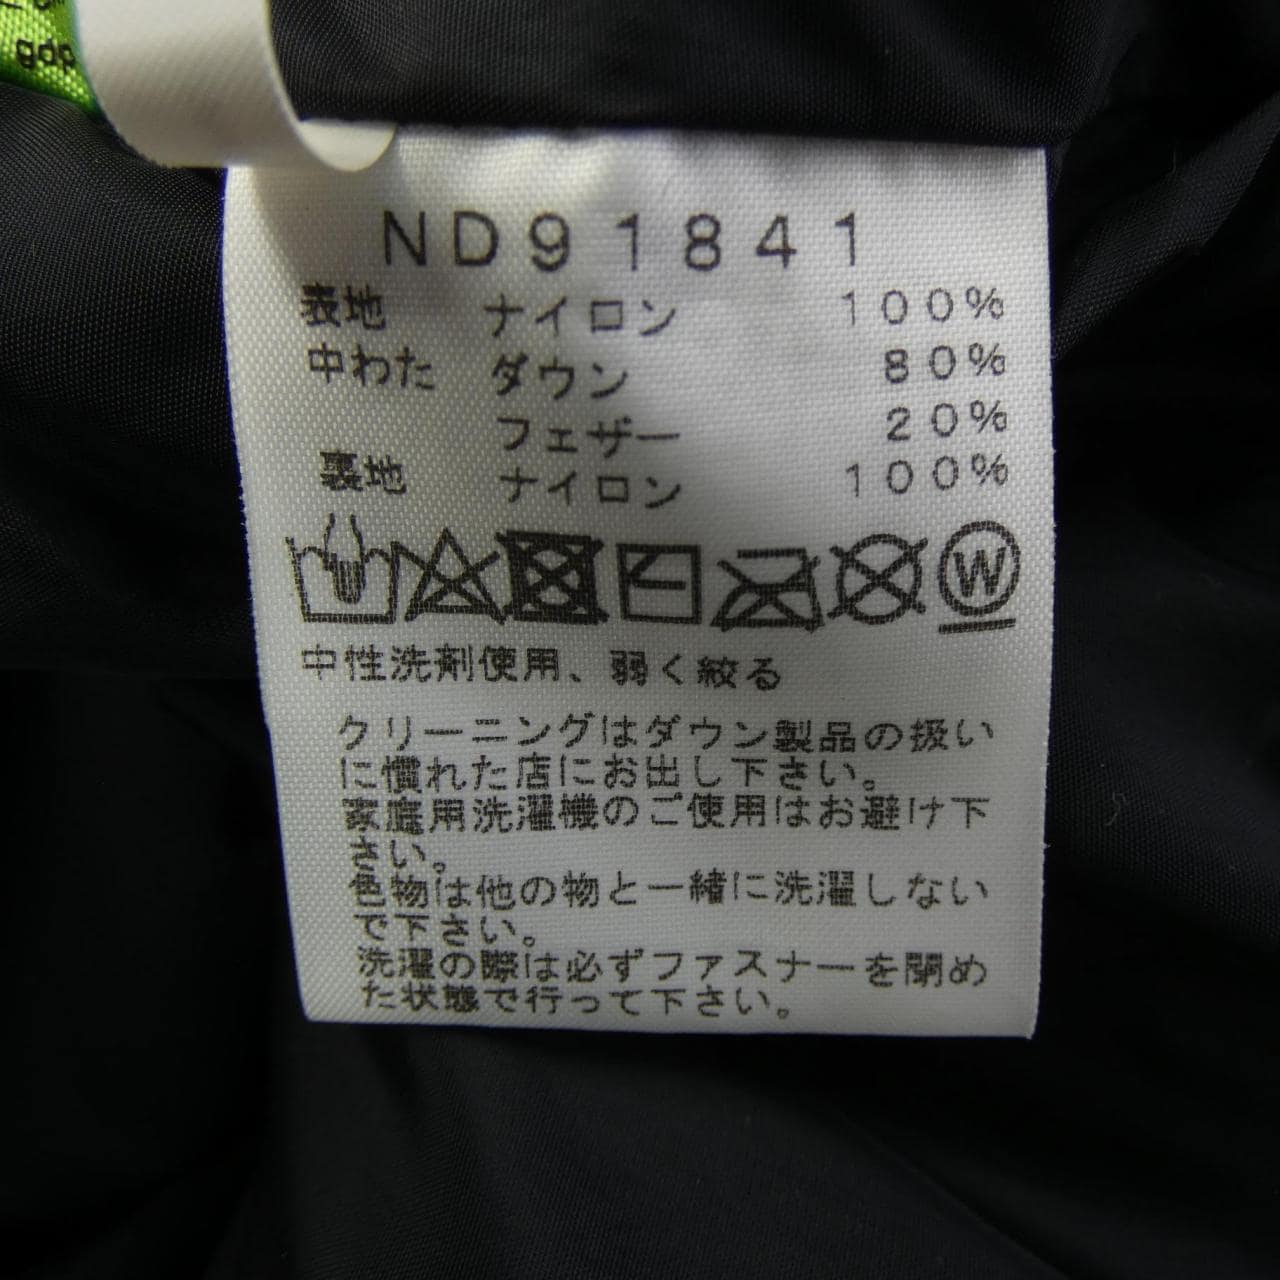 gdp
ND91841
表地 ナイロン 100%
中わた ダウン 80%
フェザー 20%
裏地 ナイロン 100%
W
中性洗剤使用、弱く絞る
クリーニングはダウン製品の扱い
に慣れた店にお出し下さい。
家庭用洗濯機のご使用はお避け下
さい。
色物は他の物と一緒に洗濯しない
で下さい。
洗濯の際は必ずファスナーを閉め
た状態で行って下さい。